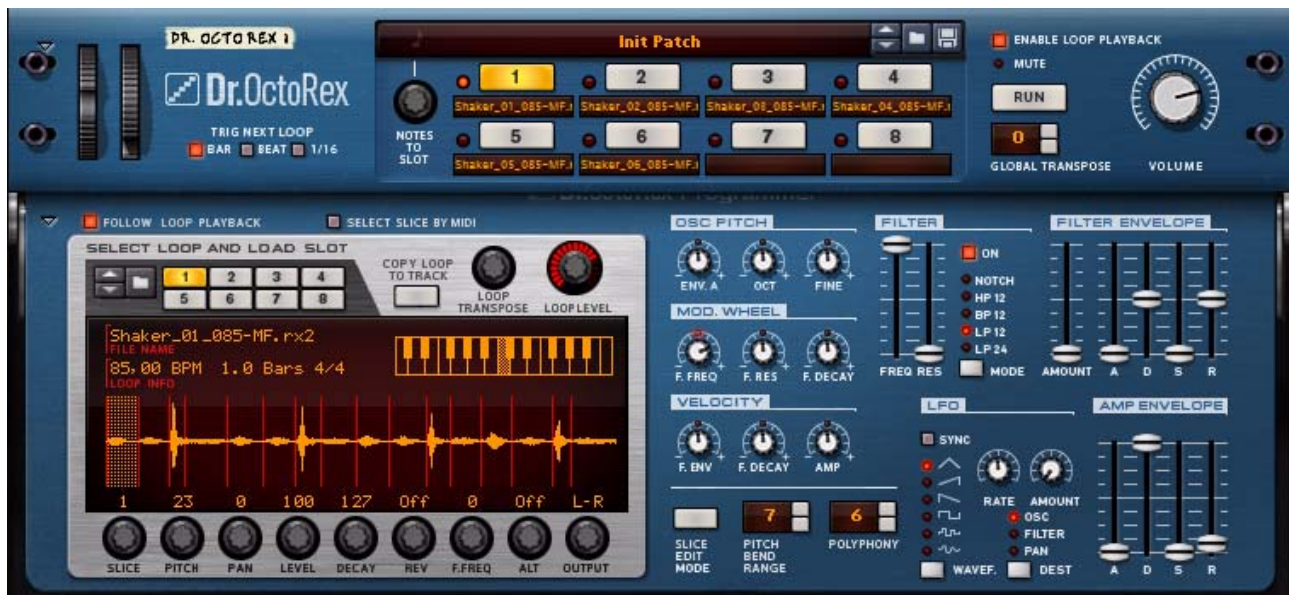 DR. OCTO REX 1
Dr.OctoRex
TRIG NEXT LOOP
BAR BEAT 1/16
Init Patch
NOTES TO SLOT
1 2 3 4
Shaker_01_085-MF.r Shaker_02_085-MF.r Shaker_03_085-MF.r Shaker_04_085-MF.r
5 6 7 8
Shaker_05_085-MF.r Shaker_06_085-MF.r
ENABLE LOOP PLAYBACK
MUTE
RUN
0
GLOBAL TRANSPOSE
VOLUME
Dr.OctoRex Programmer
FOLLOW LOOP PLAYBACK
SELECT SLICE BY MIDI
SELECT LOOP AND LOAD SLOT
1 2 3 4
5 6 7 8
COPY LOOP
TO TRACK
LOOP
TRANSPOSE
LOOP LEVEL
Shaker_01_085-MF.rx2
FILE NAME
85,00 BPM 1.0 Bars 4/4
LOOP INFO
1 23 0 100 127 Off 0 Off L-R
SLICE PITCH PAN LEVEL DECAY REV F.FREQ ALT OUTPUT
OSC PITCH
ENV. A OCT FINE
MOD. WHEEL
F. FREQ F. RES F. DECAY
VELOCITY
F. ENV F. DECAY AMP
SLICE
EDIT
MODE
7
PITCH
BEND
RANGE
6
POLYPHONY
FILTER
ON
NOTCH
HP 12
BP 12
LP 12
LP 24
FREQ RES MODE
FILTER ENVELOPE
AMOUNT A D S R
LFO
SYNC
RATE AMOUNT
OSC
FILTER
PAN
WAVEF. DEST
AMP ENVELOPE
A D S R